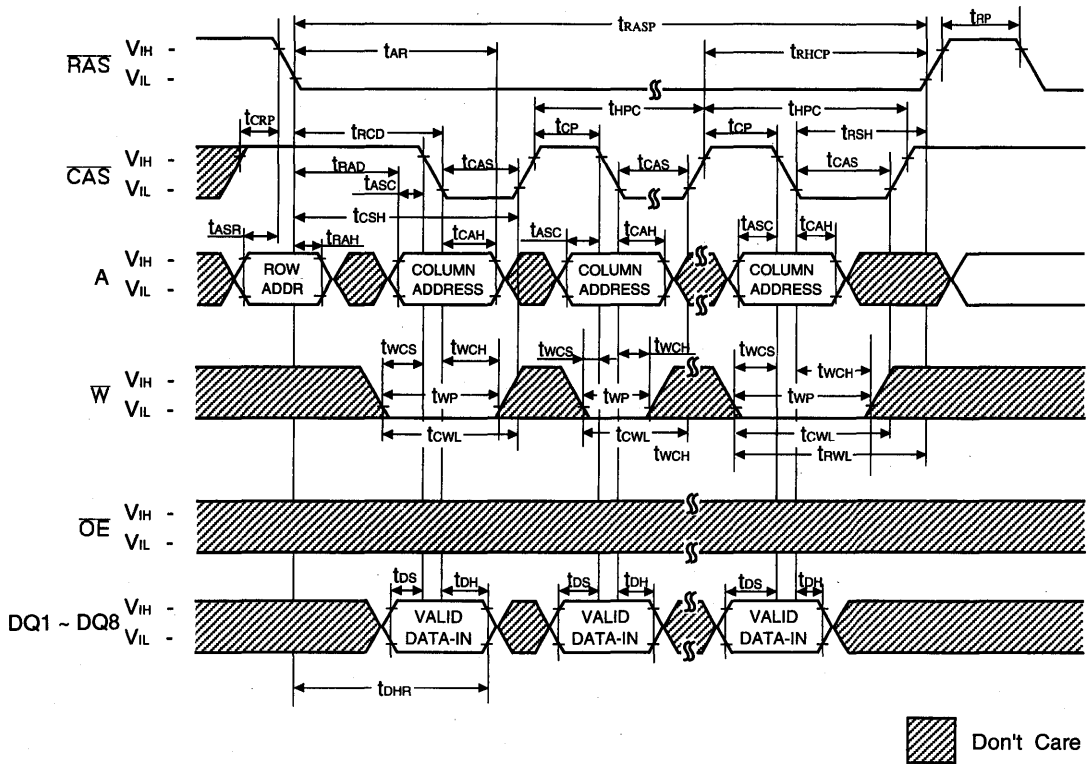 tRASP
tRP
tAR
tRHCP
RAS
VIH -
VIL -
tCRP
tRCD
tCP
tHPC
tCP
tHPC
tRSH
CAS
VIH -
VIL -
tRAD
tCAS
tCAS
tCAS
tASC
tCSH
tASR
tRAH
tCAH
tASC
tCAH
tASC
tCAH
A
VIH -
VIL -
ROW ADDR
COLUMN ADDRESS
COLUMN ADDRESS
COLUMN ADDRESS
tWCS
tWCH
tWCS
tWCH
tWCS
tWCH
W
VIH -
VIL -
tWP
tWP
tWP
tCWL
tCWL
tCWL
tWCH
tRWL
OE
VIH -
VIL -
tDS
tDH
tDS
tDH
tDS
tDH
DQ1 ~ DQ8
VIH -
VIL -
VALID DATA-IN
VALID DATA-IN
VALID DATA-IN
tDHR
Don't Care